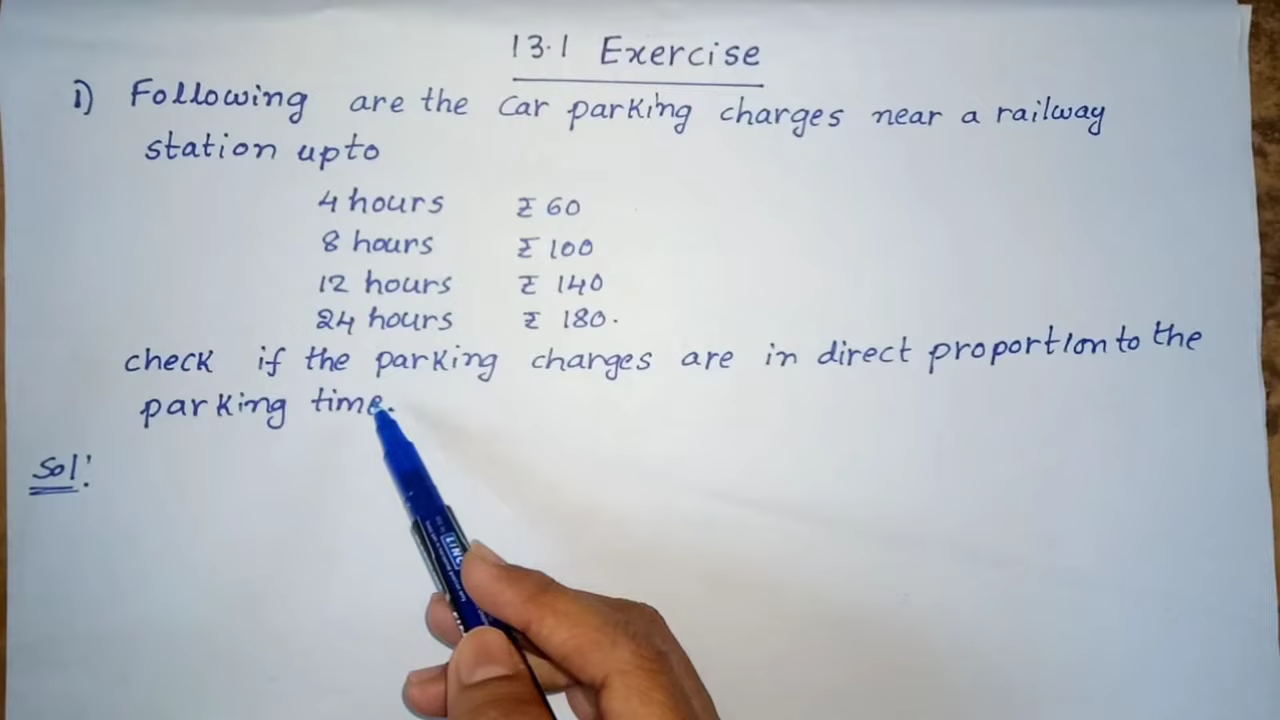 13.1 Exercise
1) Following are the car parking charges near a railway
station upto
4 hours ₹ 60
8 hours ₹ 100
12 hours ₹ 140
24 hours ₹ 180.
check if the parking charges are in direct proportion to the
parking time.
Sol:
LINC